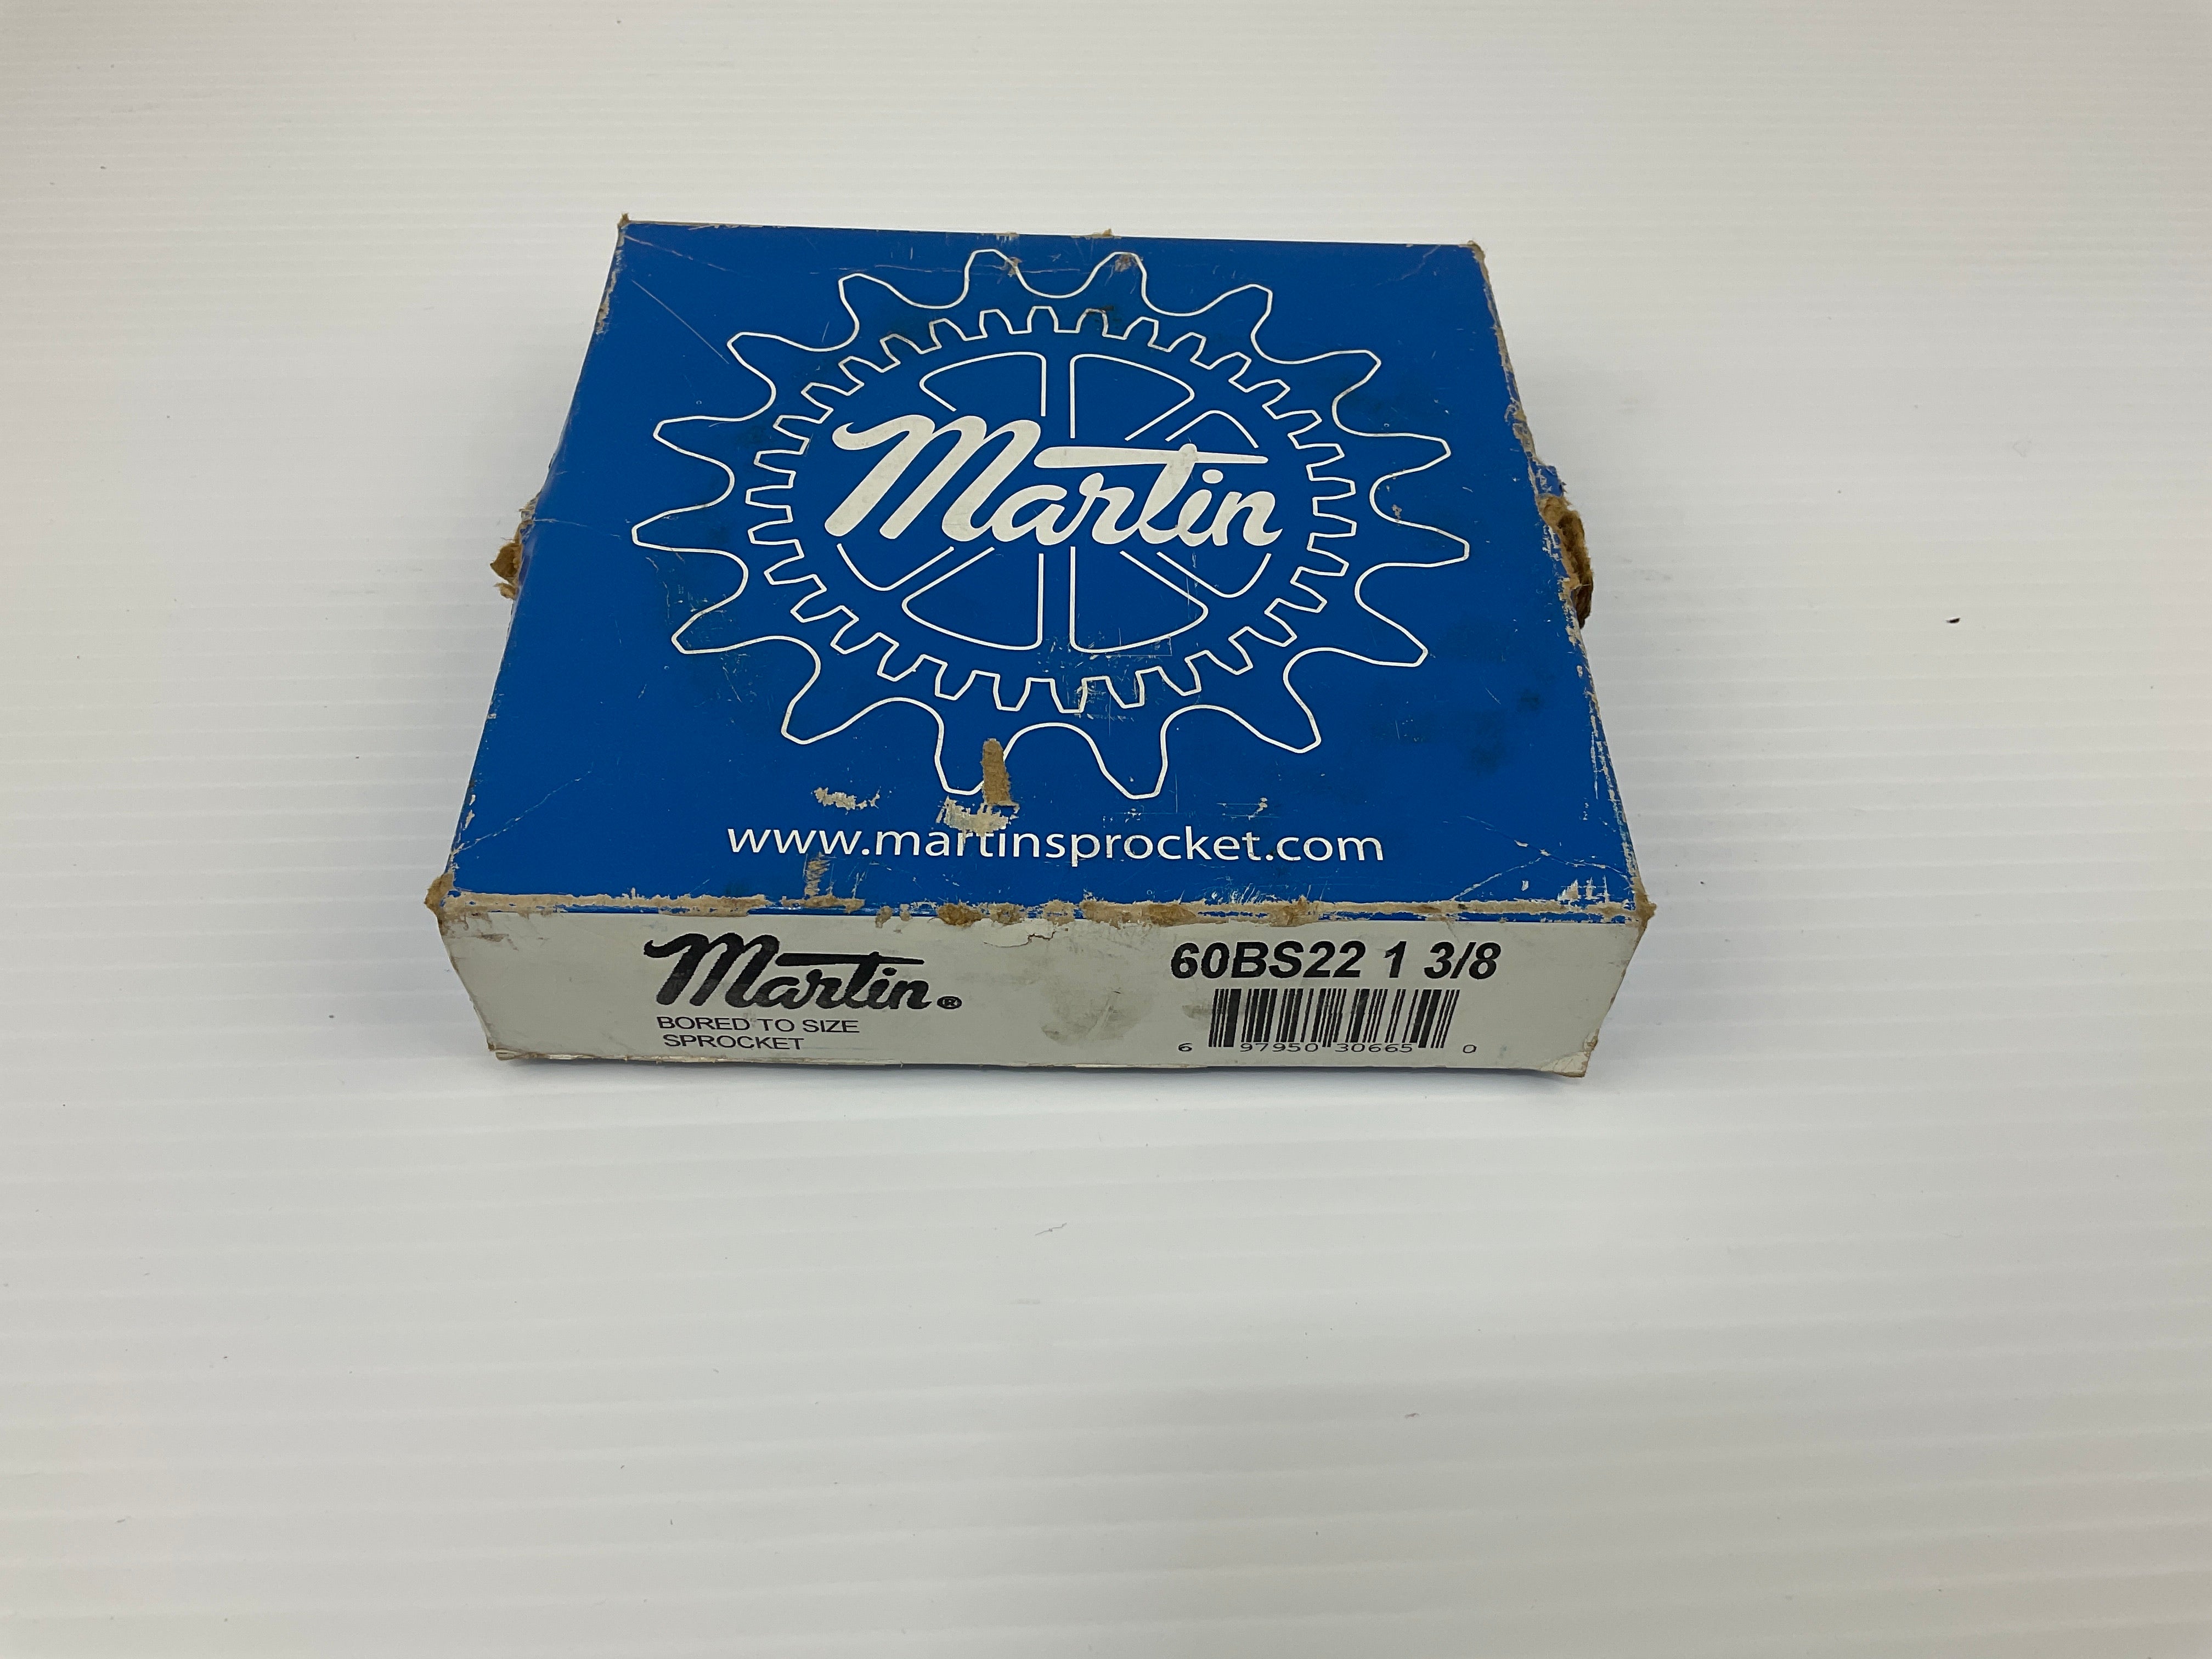 Martin
www.martinsprocket.com
Martin®
BORED TO SIZE
SPROCKET
60BS22 1 3/8
6 97950 30665 0